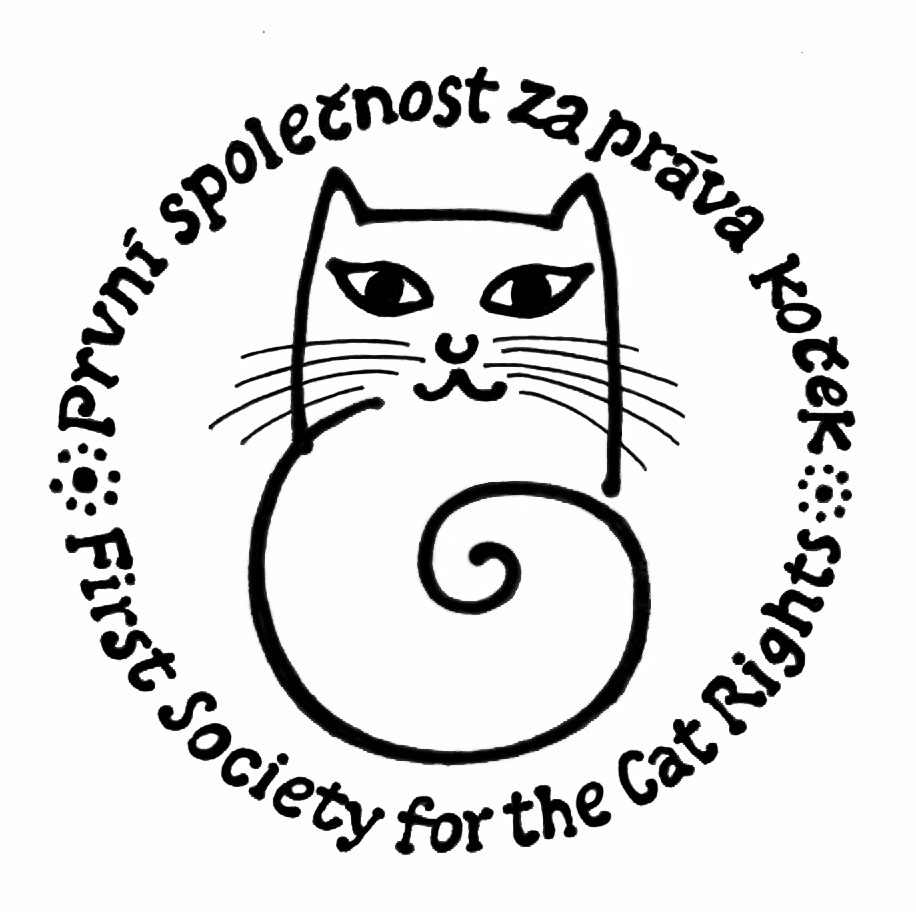 První společnost za práva koček
First Society for the Cat Rights